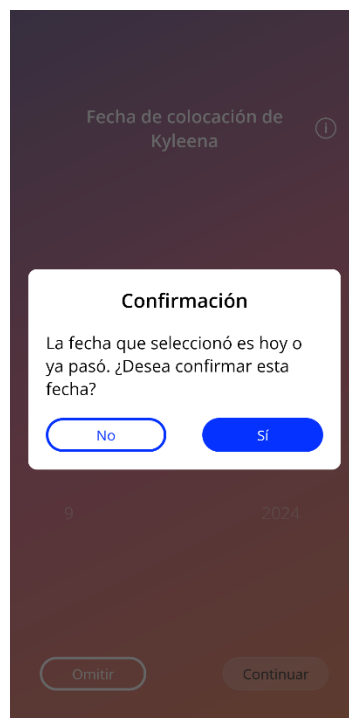 Fecha de colocación de
Kyleena
Confirmación
La fecha que seleccionó es hoy o
ya pasó. ¿Desea confirmar esta
fecha?
No
Sí
9
2024
Omitir
Continuar